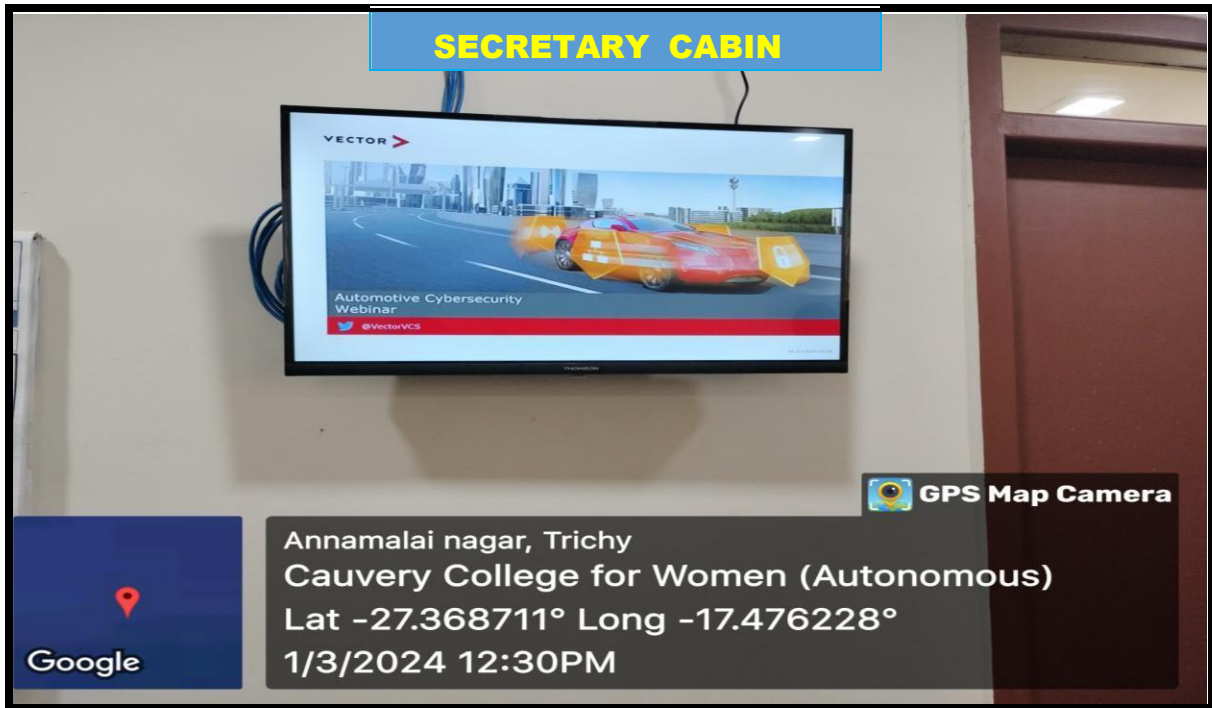 SECRETARY CABIN
VECTOR
Automotive Cybersecurity
Webinar
@VectorVCS
THOMSON
GPS Map Camera
Annamalai nagar, Trichy
Cauvery College for Women (Autonomous)
Lat -27.368711° Long -17.476228°
1/3/2024 12:30PM
Google